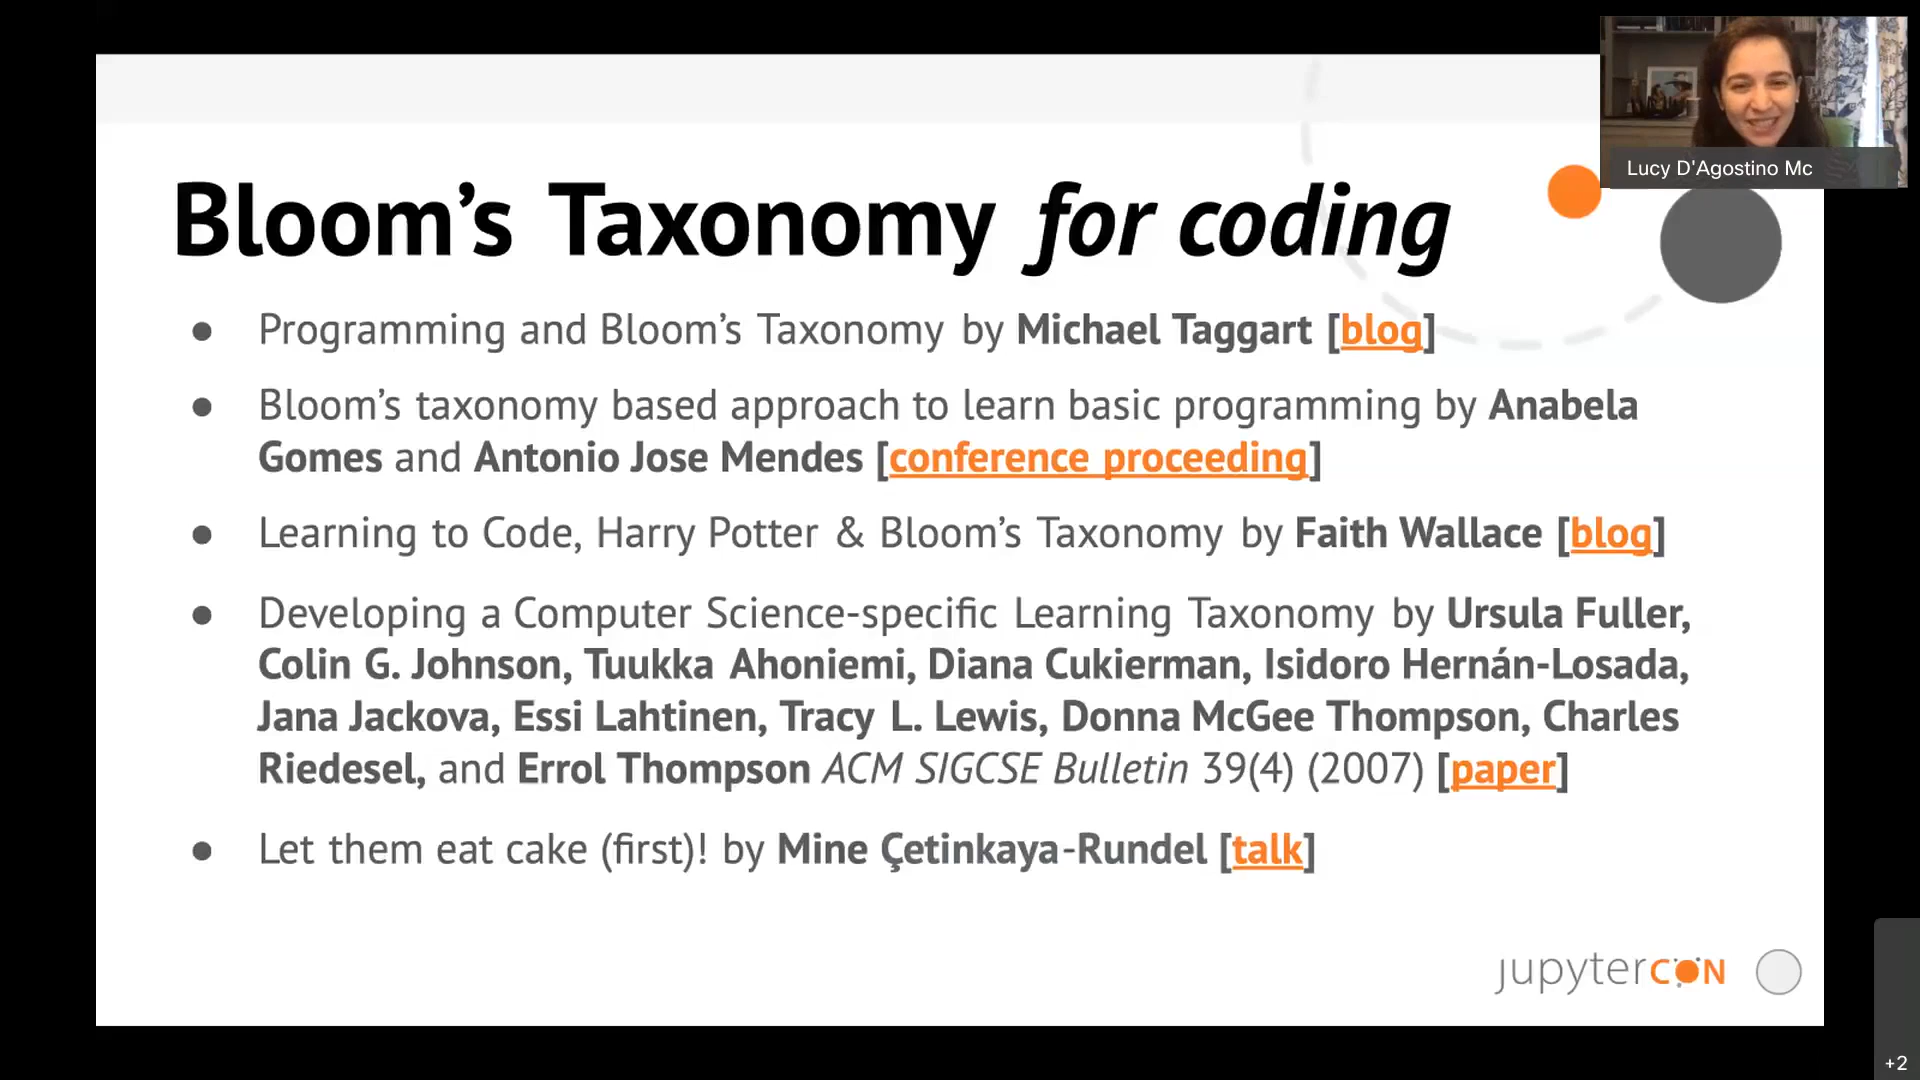 Lucy D'Agostino Mc
Bloom's Taxonomy for coding
● Programming and Bloom's Taxonomy by Michael Taggart [blog]
● Bloom's taxonomy based approach to learn basic programming by Anabela
Gomes and Antonio Jose Mendes [conference proceeding]
● Learning to Code, Harry Potter & Bloom's Taxonomy by Faith Wallace [blog]
● Developing a Computer Science-specific Learning Taxonomy by Ursula Fuller,
Colin G. Johnson, Tuukka Ahoniemi, Diana Cukierman, Isidoro Hernán-Losada,
Jana Jackova, Essi Lahtinen, Tracy L. Lewis, Donna McGee Thompson, Charles
Riedesel, and Errol Thompson ACM SIGCSE Bulletin 39(4) (2007) [paper]
● Let them eat cake (first)! by Mine Çetinkaya-Rundel [talk]
jupytercon
+2